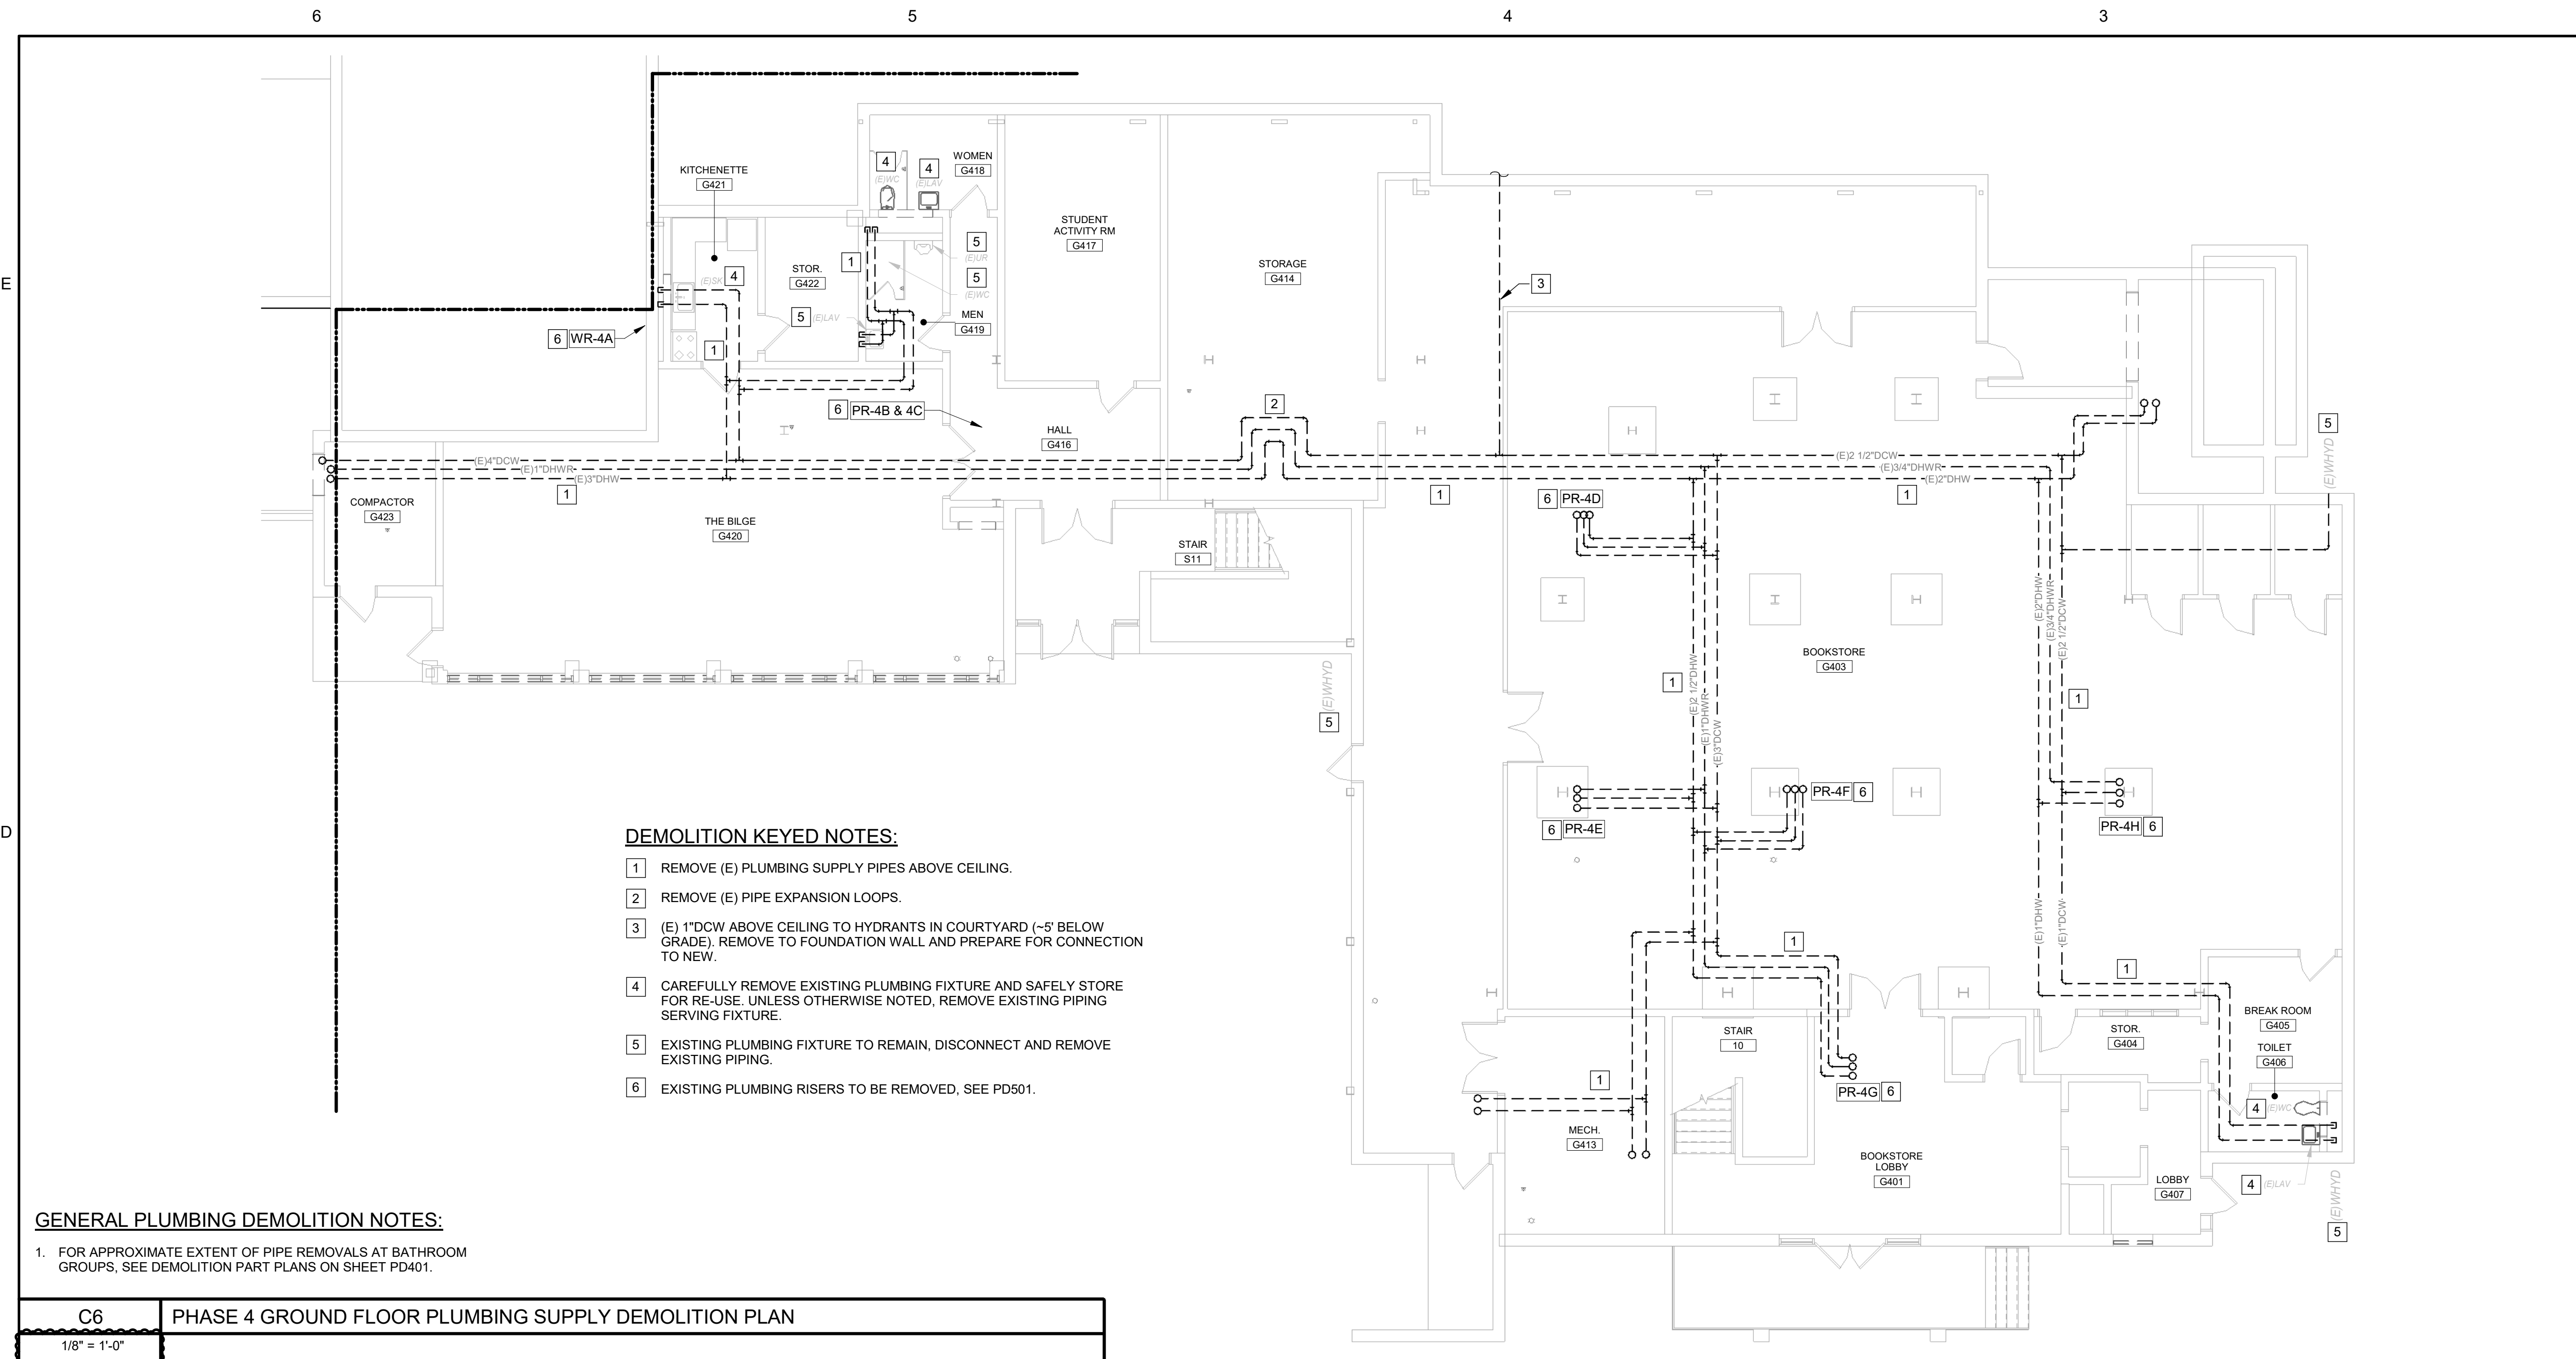 6
5
4
3
E
D
KITCHENETTE
G421
4
(E)WC
4
(E)LAV
WOMEN
G418
STUDENT
ACTIVITY RM
G417
STORAGE
G414
3
(E)SK
4
STOR.
G422
1
5
(E)UR
5
(E)WC
5
(E)LAV
MEN
G419
6
WR-4A
1
6
PR-4B & 4C
HALL
G416
2
(E)4"DCW
(E)1"DHWR
(E)3"DHW
1
COMPACTOR
G423
THE BILGE
G420
STAIR
S11
1
(E)2 1/2"DCW
(E)3/4"DHWR
(E)2"DHW
1
6
PR-4D
5
(E)WHYD
(E)2"DHW
(E)3/4"DHWR
(E)2 1/2"DCW
BOOKSTORE
G403
(E)WHYD
5
1
(E)2 1/2"DHW
(E)1"DHWR
(E)3"DCW
1
6
PR-4E
PR-4F
6
PR-4H
6
(E)1"DHW
(E)1"DCW
1
1
1
STAIR
10
PR-4G
6
MECH.
G413
BOOKSTORE
LOBBY
G401
STOR.
G404
BREAK ROOM
G405
TOILET
G406
4
(E)WC
LOBBY
G407
4
(E)LAV
(E)WHYD
5
DEMOLITION KEYED NOTES:
1 REMOVE (E) PLUMBING SUPPLY PIPES ABOVE CEILING.
2 REMOVE (E) PIPE EXPANSION LOOPS.
3 (E) 1"DCW ABOVE CEILING TO HYDRANTS IN COURTYARD (~5' BELOW
GRADE). REMOVE TO FOUNDATION WALL AND PREPARE FOR CONNECTION
TO NEW.
4 CAREFULLY REMOVE EXISTING PLUMBING FIXTURE AND SAFELY STORE
FOR RE-USE. UNLESS OTHERWISE NOTED, REMOVE EXISTING PIPING
SERVING FIXTURE.
5 EXISTING PLUMBING FIXTURE TO REMAIN, DISCONNECT AND REMOVE
EXISTING PIPING.
6 EXISTING PLUMBING RISERS TO BE REMOVED, SEE PD501.
GENERAL PLUMBING DEMOLITION NOTES:
1. FOR APPROXIMATE EXTENT OF PIPE REMOVALS AT BATHROOM
GROUPS, SEE DEMOLITION PART PLANS ON SHEET PD401.
C6
PHASE 4 GROUND FLOOR PLUMBING SUPPLY DEMOLITION PLAN
1/8" = 1'-0"